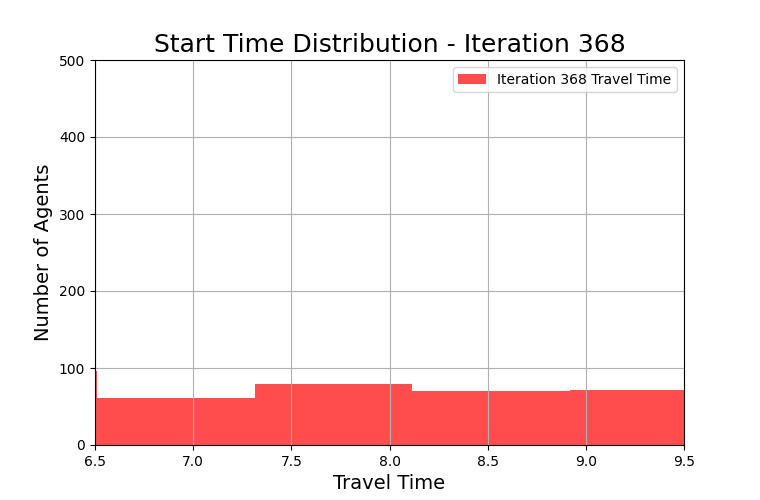 Start Time Distribution - Iteration 368
Iteration 368 Travel Time
Number of Agents
500
400
300
200
100
0
6.5 7.0 7.5 8.0 8.5 9.0 9.5
Travel Time